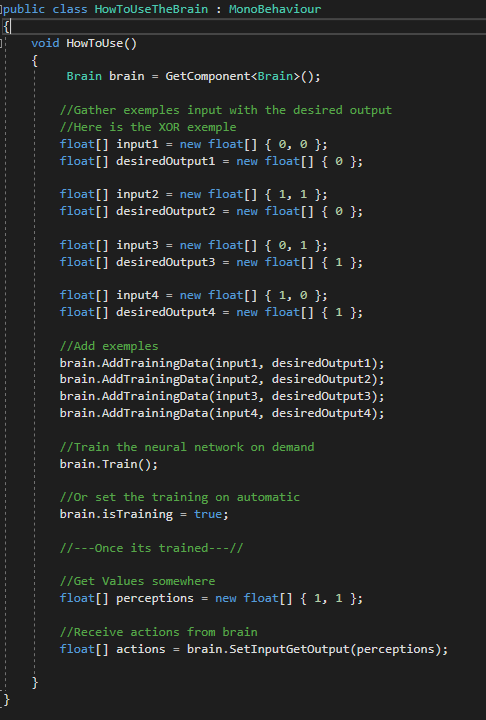 public class HowToUseTheBrain : MonoBehaviour
{
void HowToUse()
{
Brain brain = GetComponent<Brain>();
//Gather exemples input with the desired output
//Here is the XOR exemple
float[] input1 = new float[] { 0, 0 };
float[] desiredOutput1 = new float[] { 0 };
float[] input2 = new float[] { 1, 1 };
float[] desiredOutput2 = new float[] { 0 };
float[] input3 = new float[] { 0, 1 };
float[] desiredOutput3 = new float[] { 1 };
float[] input4 = new float[] { 1, 0 };
float[] desiredOutput4 = new float[] { 1 };
//Add exemples
brain.AddTrainingData(input1, desiredOutput1);
brain.AddTrainingData(input2, desiredOutput2);
brain.AddTrainingData(input3, desiredOutput3);
brain.AddTrainingData(input4, desiredOutput4);
//Train the neural network on demand
brain.Train();
//Or set the training on automatic
brain.isTraining = true;
//---Once its trained---//
//Get Values somewhere
float[] perceptions = new float[] { 1, 1 };
//Receive actions from brain
float[] actions = brain.SetInputGetOutput(perceptions);
}
}